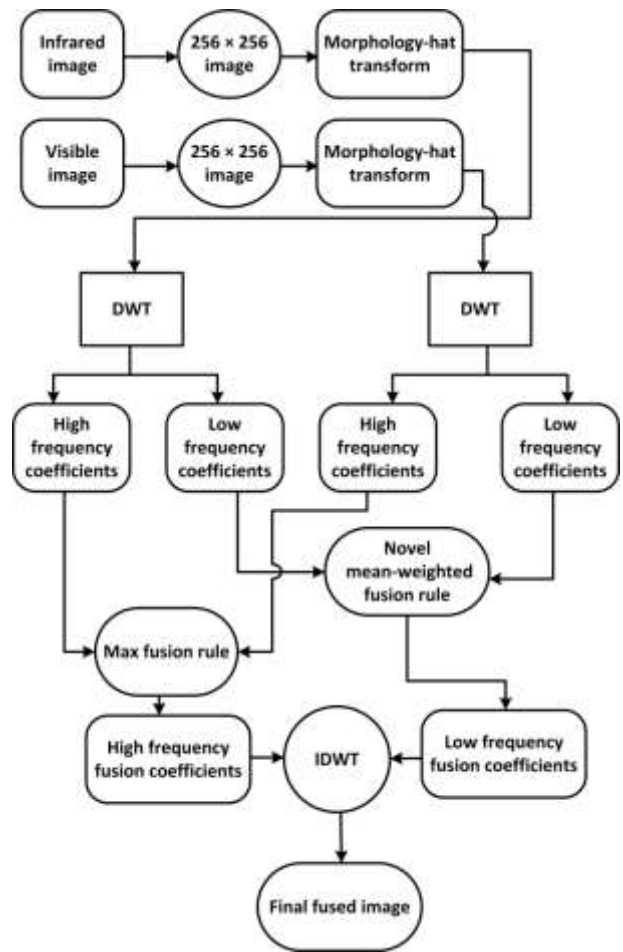 Infrared
image
256 × 256
image
Morphology-hat
transform
Visible
image
256 × 256
image
Morphology-hat
transform
DWT
DWT
High
frequency
coefficients
Low
frequency
coefficients
High
frequency
coefficients
Low
frequency
coefficients
Novel
mean-weighted
fusion rule
Max fusion rule
High frequency
fusion coefficients
IDWT
Low frequency
fusion coefficients
Final fused image